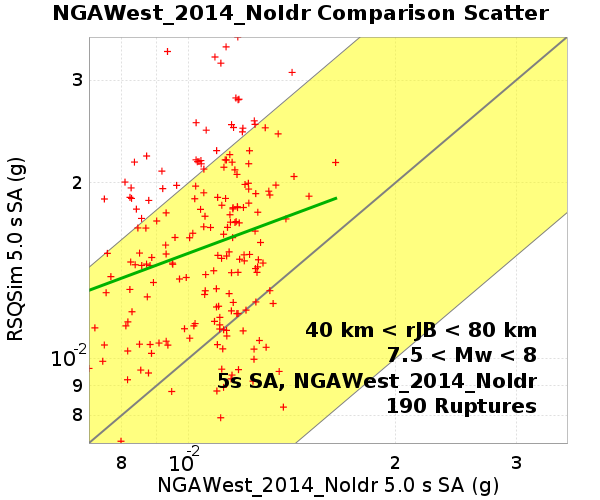 NGAWest_2014_NoIdr Comparison Scatter
RSQSim 5.0 s SA (g)
3
2
10-2
9
8
40 km < rJB < 80 km
7.5 < Mw < 8
5s SA, NGAWest_2014_NoIdr
190 Ruptures
8
10-2
2
3
NGAWest_2014_NoIdr 5.0 s SA (g)